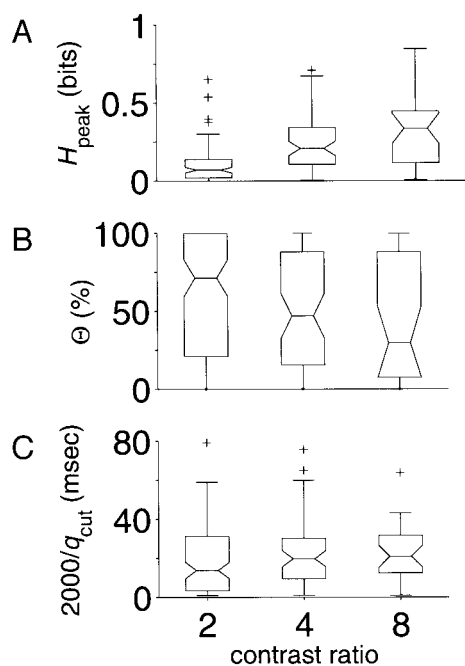 A
H_peak (bits)
1
0.5
0
B
Θ (%)
100
50
0
C
2000/q_cut (msec)
80
40
0
2 4 8
contrast ratio